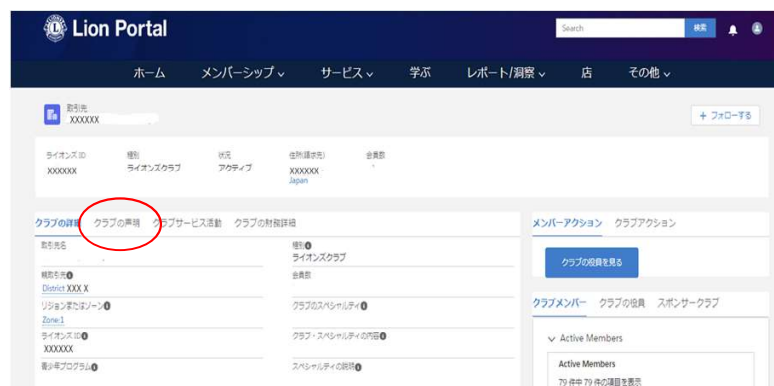 Lion Portal
Search
検索
ホーム メンバーシップ サービス 学ぶ レポート/洞察 店 その他
取引先
XXXXXX
+ フォローする
ライオンズ ID 種別 状況 住所(請求先) 会員数
XXXXXX ライオンズクラブ アクティブ XXXXXX
Japan
クラブの詳細 クラブの声明 クラブサービス活動 クラブの財務詳細
メンバーアクション クラブアクション
取引先名 種別
ライオンズクラブ
クラブの役員を見る
親取引先 会員数
District XXX X
リジョンまたはゾーン クラブのスペシャルティ
Zone:1
クラブメンバー クラブの役員 スポンサークラブ
ライオンズ ID クラブ・スペシャルティの内容
XXXXXX
Active Members
青少年プログラム スペシャルティの説明
Active Members
79 件中 79 件の項目を表示